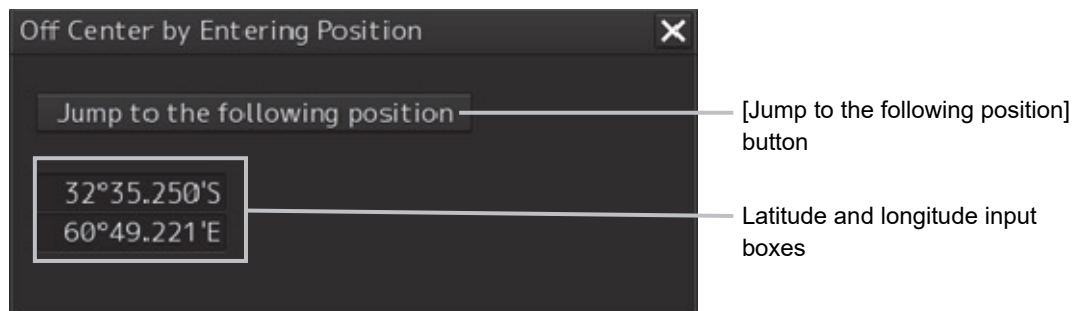 Off Center by Entering Position
Jump to the following position
[Jump to the following position]
button
32°35.250'S
60°49.221'E
Latitude and longitude input
boxes